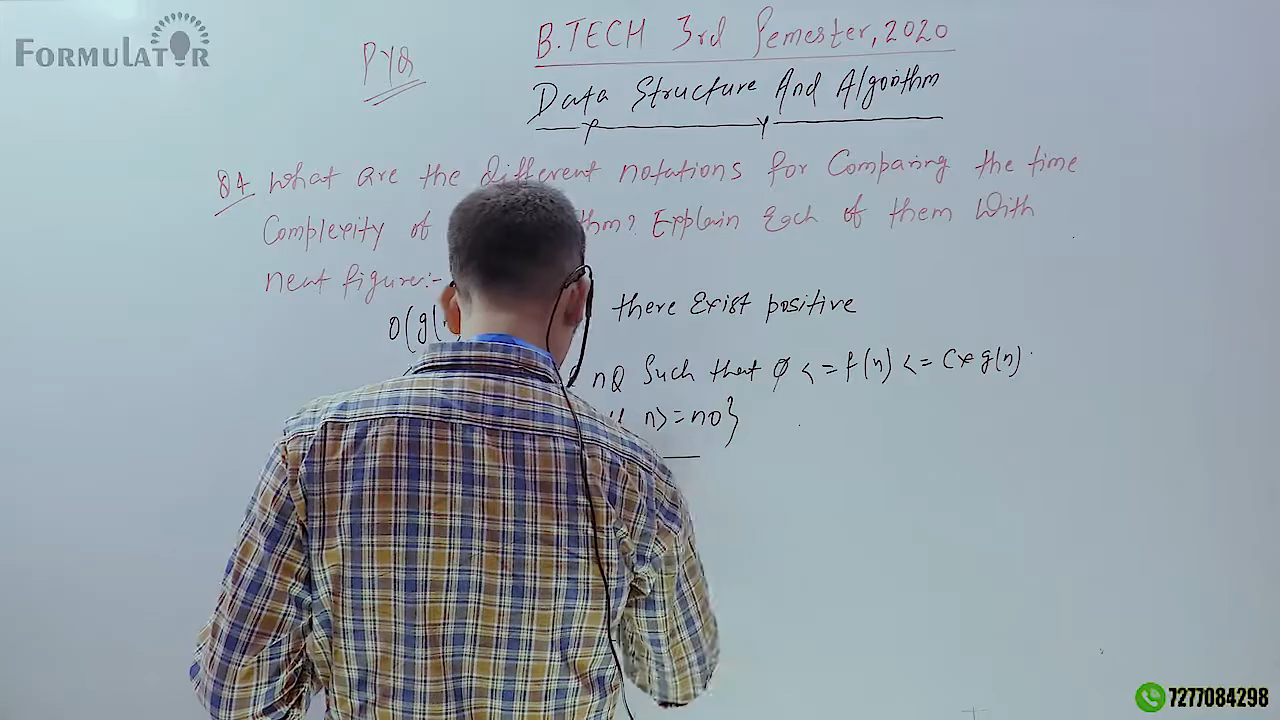 FORMULATOR
PYQ
B.TECH 3rd Semester, 2020
Data Structure And Algorithm
Q4 What are the different notations for Comparing the time
Complexity of thm? Explain Each of them With
neat figure:-
O(g( there Exist positive
n0 Such that 0 <= f(n) <= C*g(n).
n>=n0}
7277084298